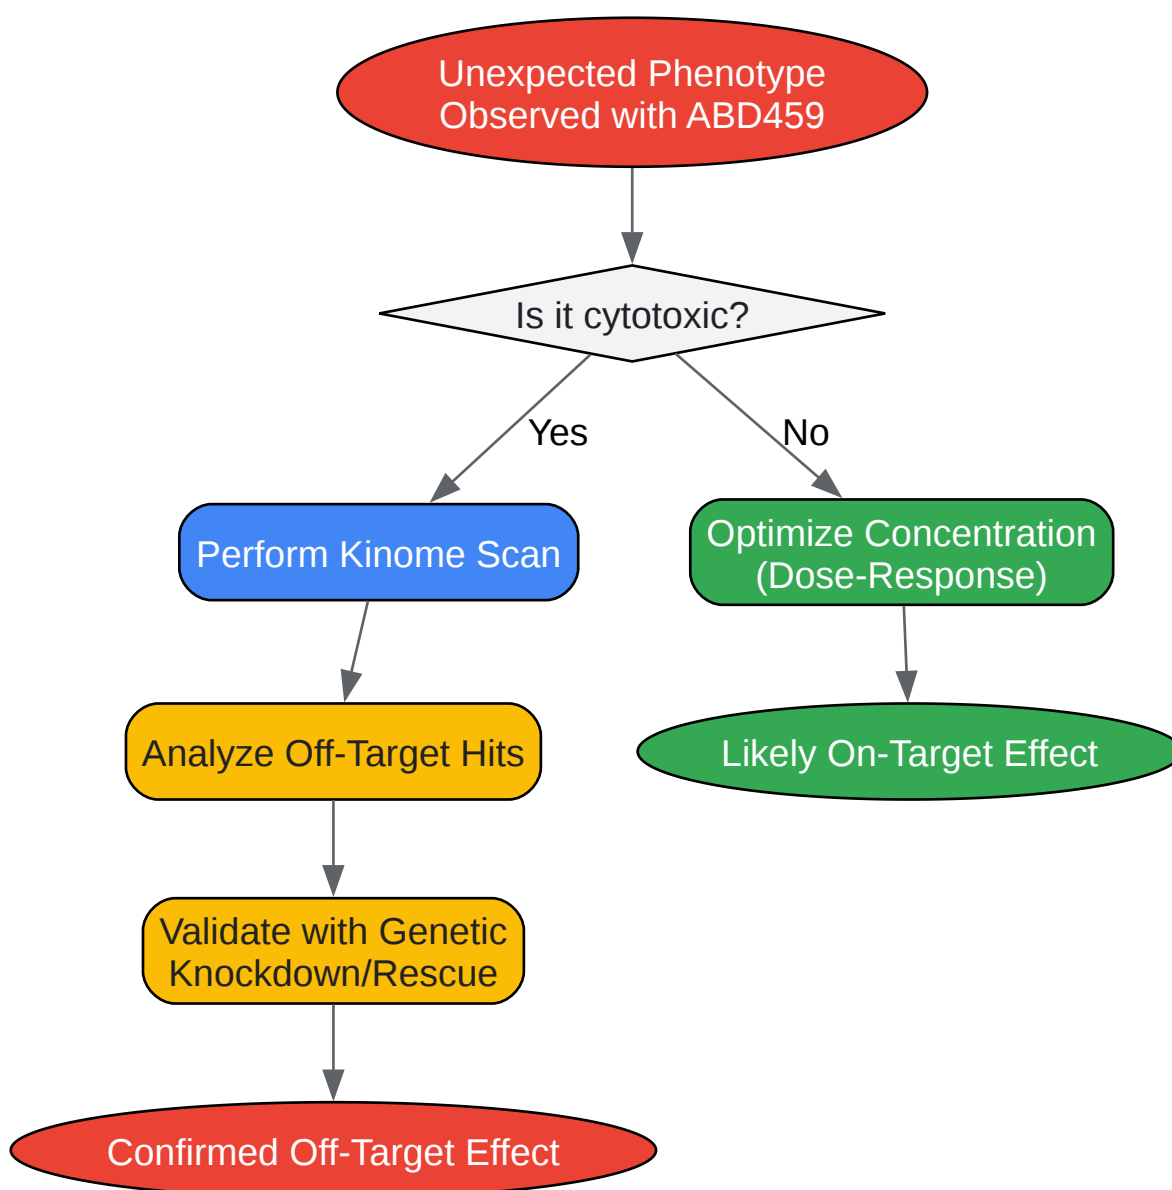 Unexpected Phenotype
Observed with ABD459
Is it cytotoxic?
Yes
No
Perform Kinome Scan
Optimize Concentration
(Dose-Response)
Analyze Off-Target Hits
Likely On-Target Effect
Validate with Genetic
Knockdown/Rescue
Confirmed Off-Target Effect